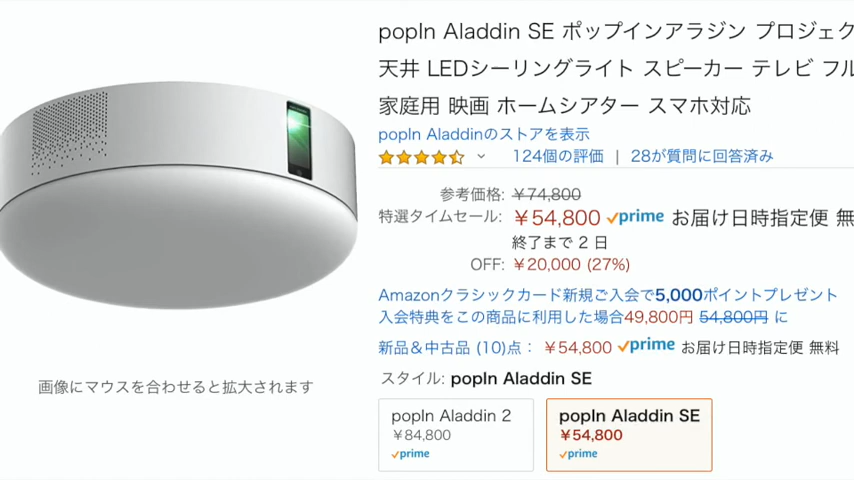 popIn Aladdin SE ポップインアラジン プロジェク
天井 LEDシーリングライト スピーカー テレビ フル
家庭用 映画 ホームシアター スマホ対応
popIn Aladdinのストアを表示
124個の評価 | 28が質問に回答済み
参考価格: ￥74,800
特選タイムセール: ￥54,800 prime お届け日時指定便 無
終了まで 2 日
OFF: ￥20,000 (27%)
Amazonクラシックカード新規ご入会で5,000ポイントプレゼント
入会特典をこの商品に利用した場合49,800円 54,800円 に
新品＆中古品 (10)点： ￥54,800 prime お届け日時指定便 無料
画像にマウスを合わせると拡大されます
スタイル: popIn Aladdin SE
popIn Aladdin 2
￥84,800
prime
popIn Aladdin SE
￥54,800
prime